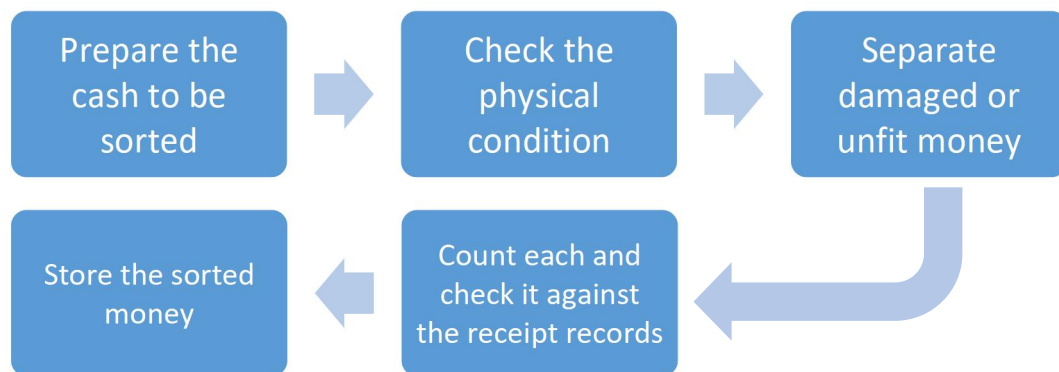 Prepare the
cash to be
sorted
Check the
physical
condition
Separate
damaged or
unfit money
Count each and
check it against
the receipt records
Store the sorted
money